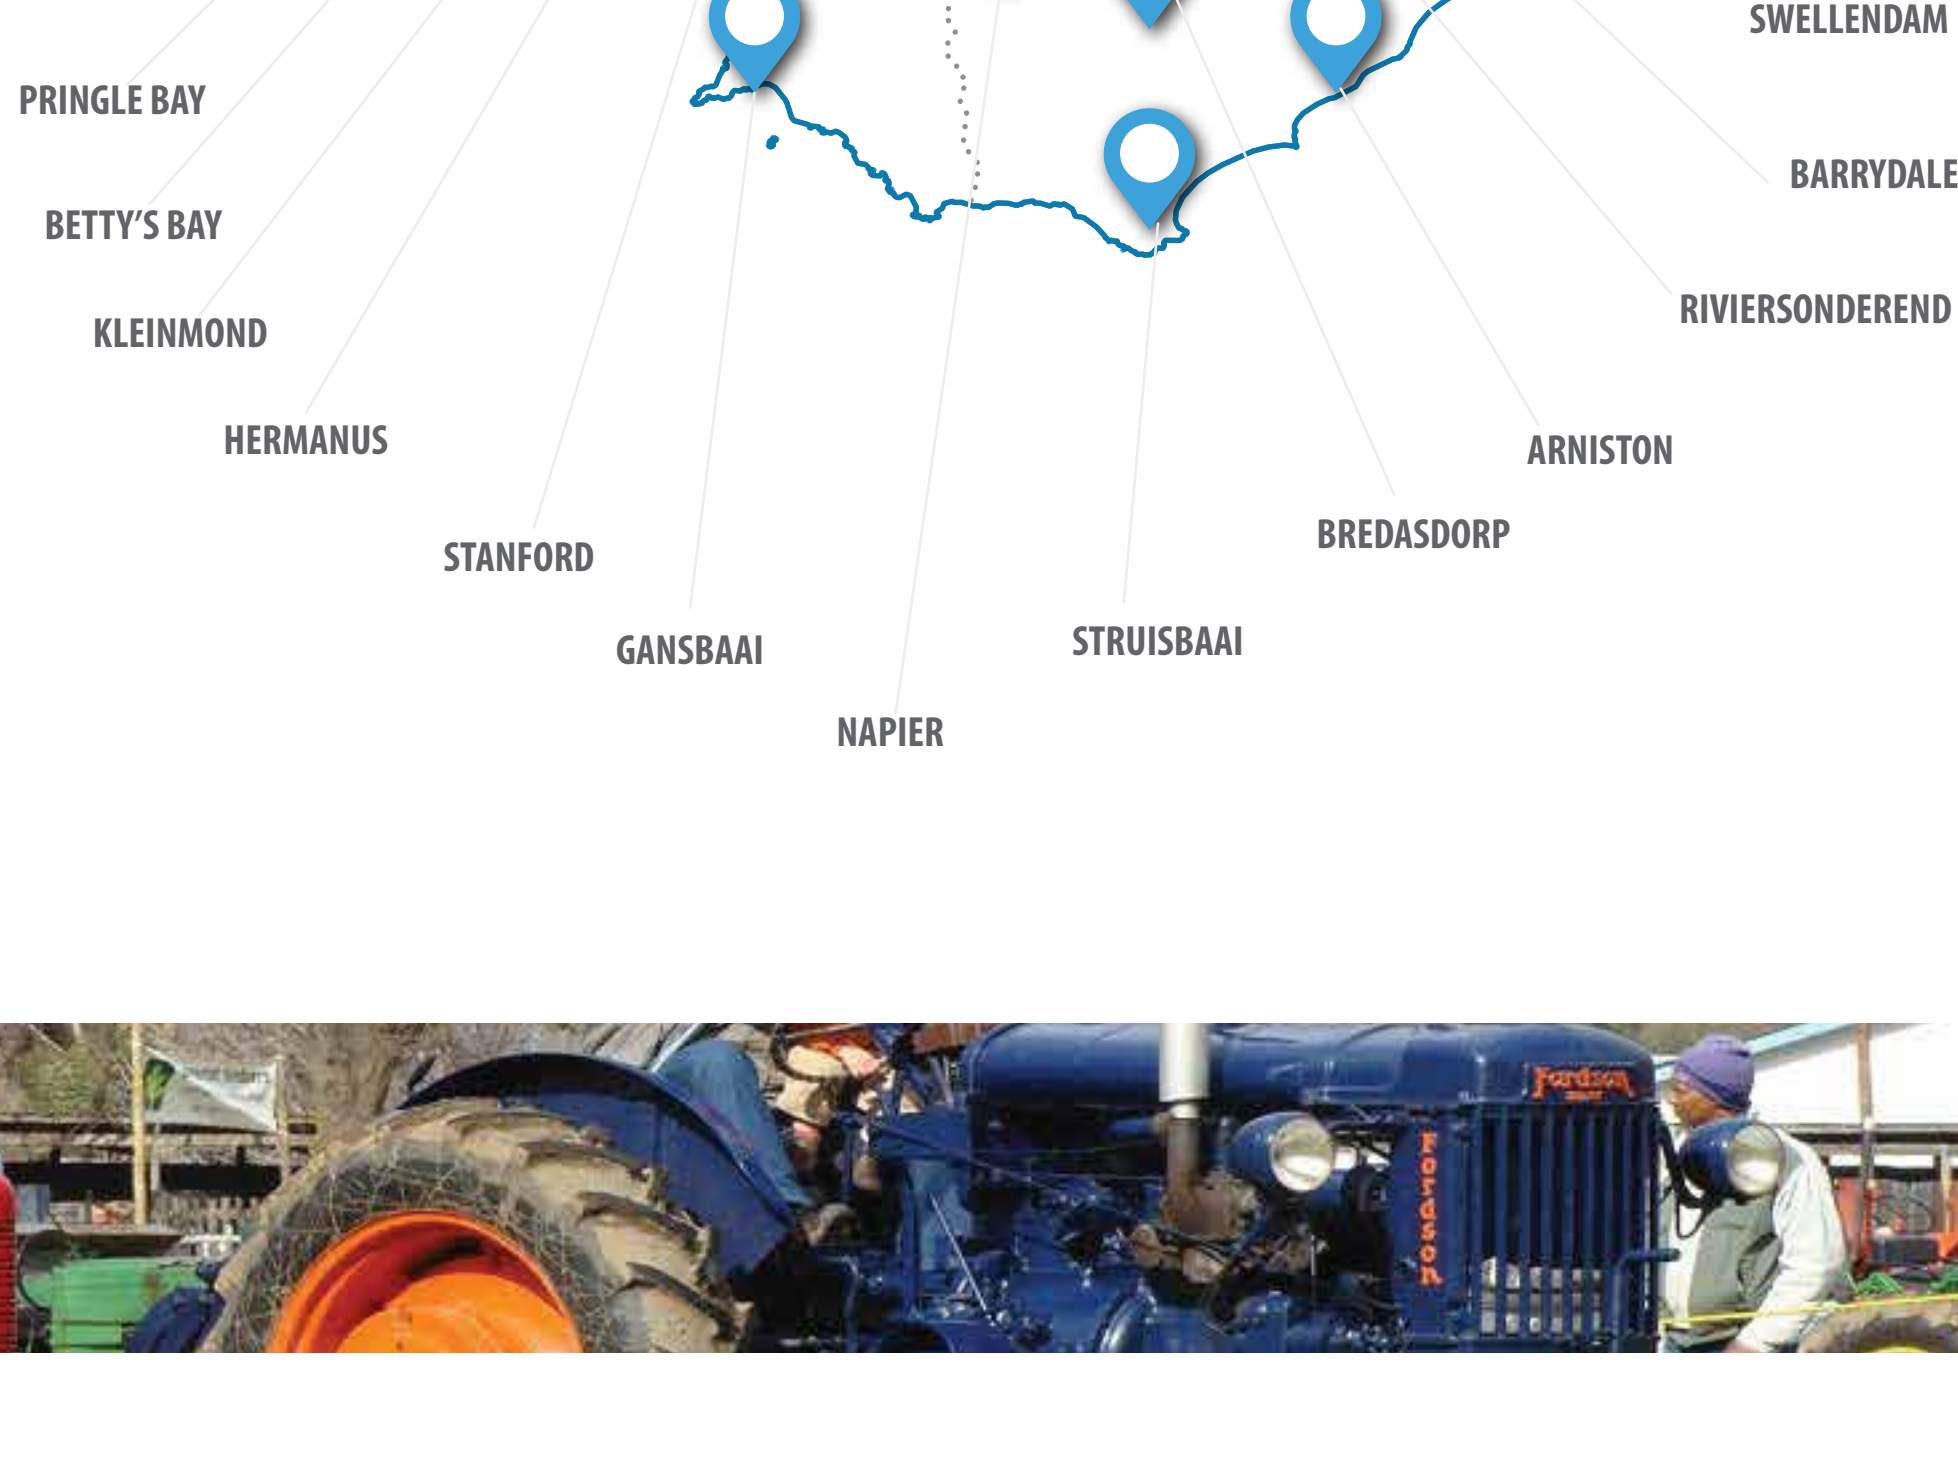 SWELLENDAM
PRINGLE BAY
BARRYDALE
BETTY'S BAY
RIVIERSONDEREND
KLEINMOND
HERMANUS
ARNISTON
BREDASDORP
STANFORD
STRUISBAAI
GANSBAAI
NAPIER
Fordson
Fordson